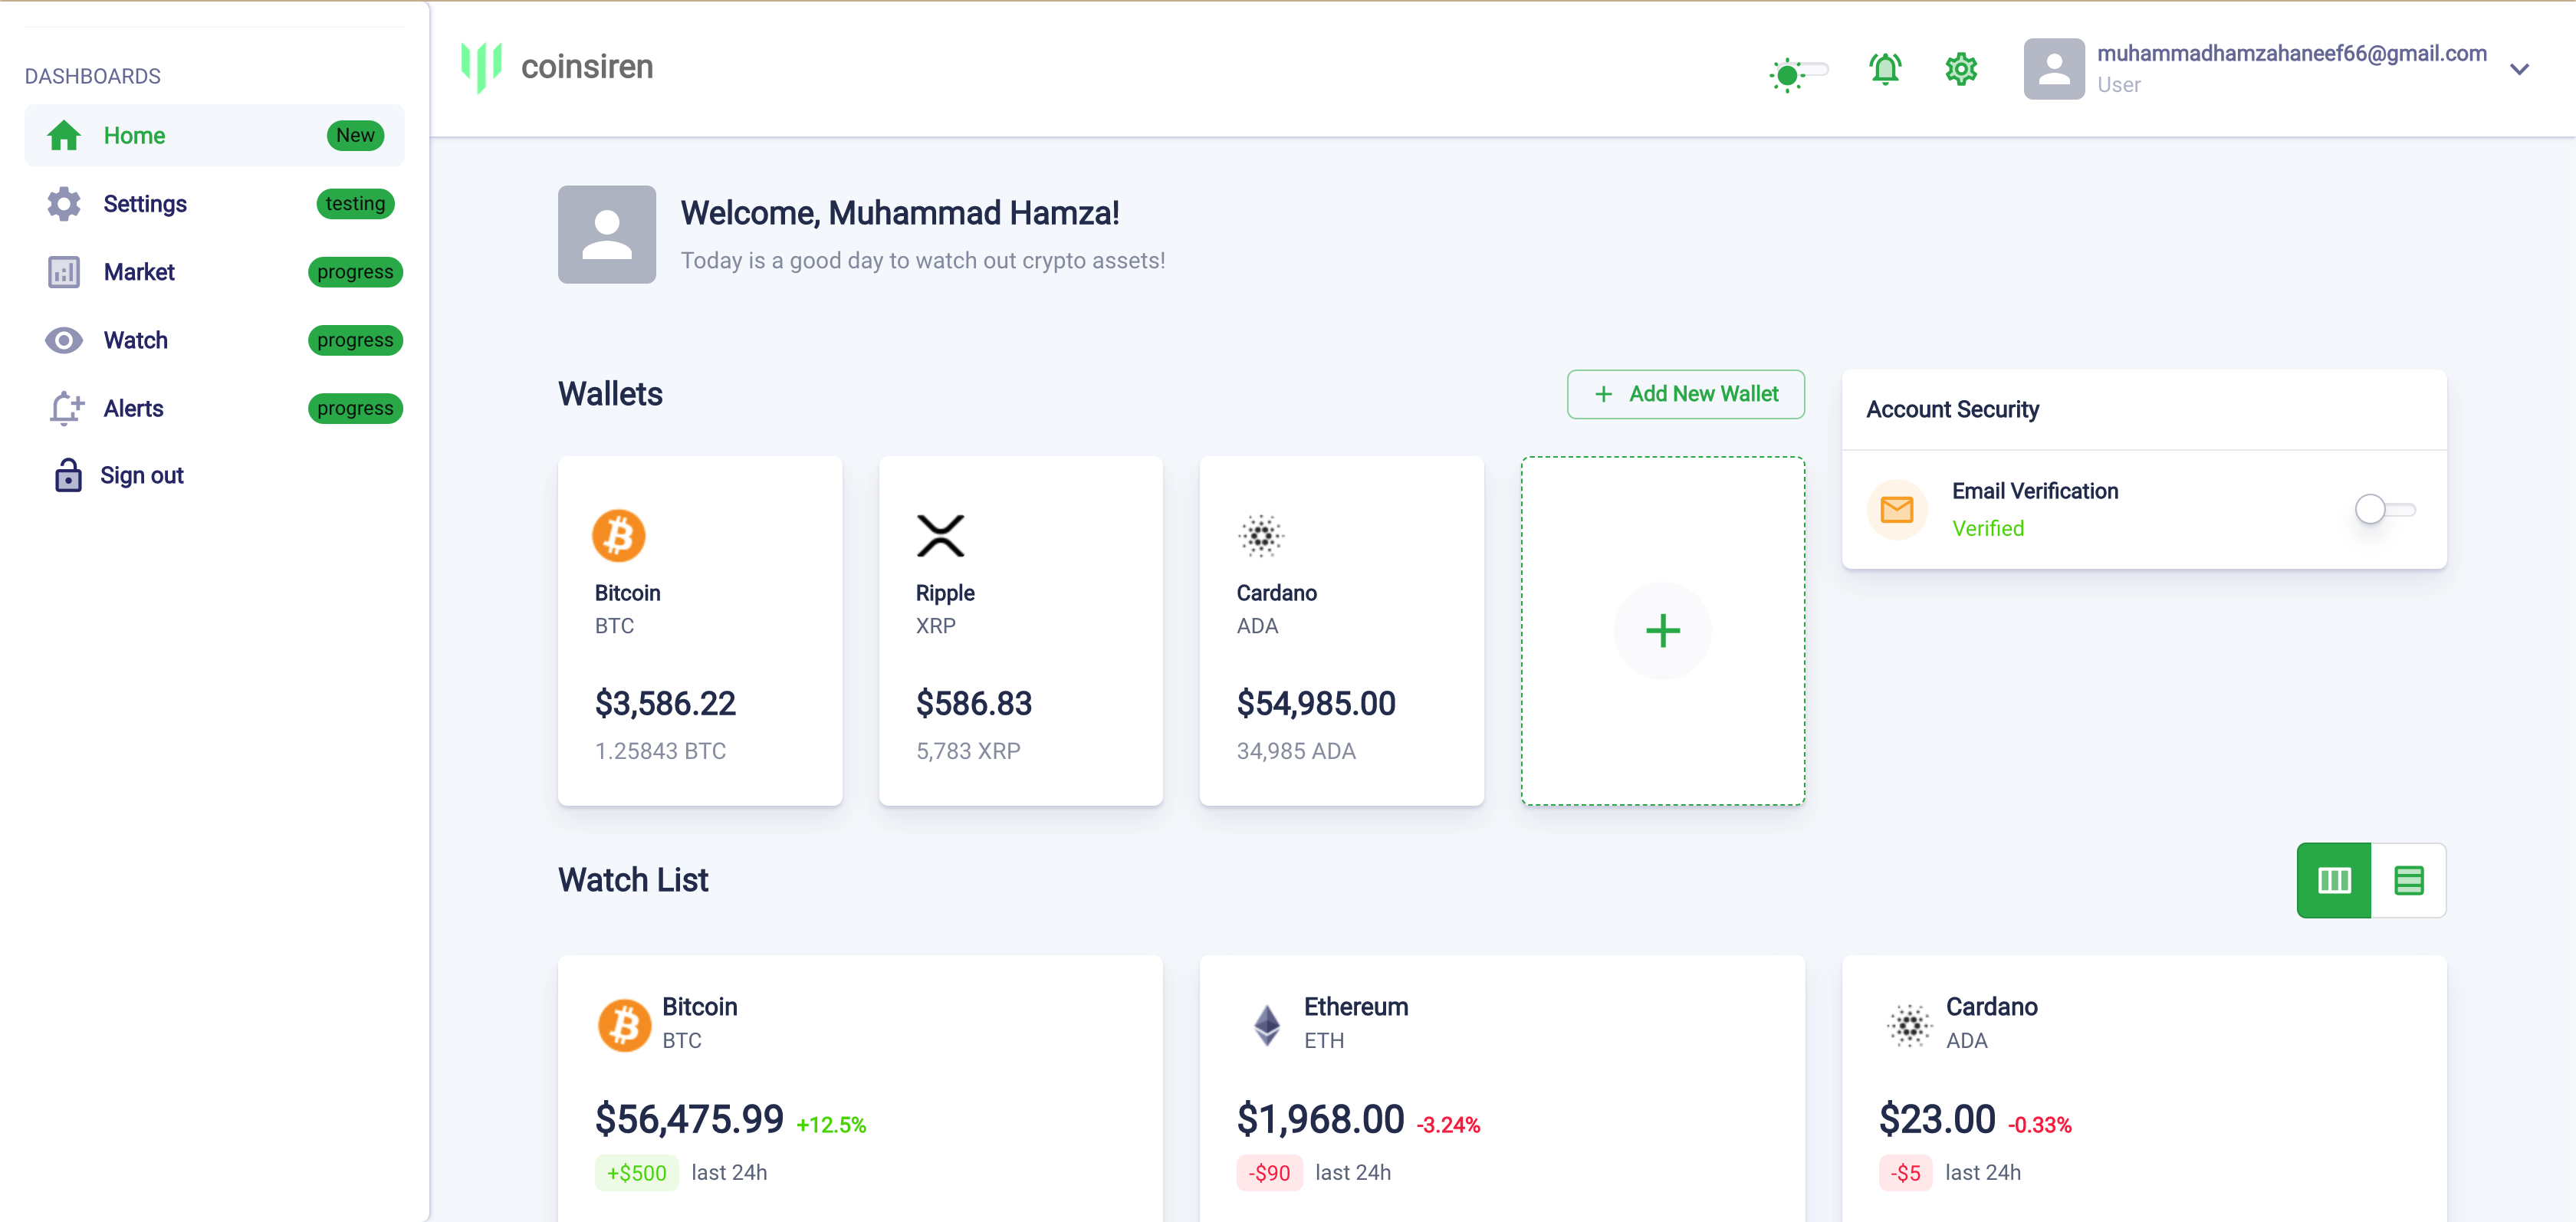 DASHBOARDS
Home
New
Settings
testing
Market
progress
Watch
progress
Alerts
progress
Sign out
coinsiren
muhammadhamzahaneef66@gmail.com
User
Welcome, Muhammad Hamza!
Today is a good day to watch out crypto assets!
Wallets
+ Add New Wallet
Bitcoin
BTC
$3,586.22
1.25843 BTC
Ripple
XRP
$586.83
5,783 XRP
Cardano
ADA
$54,985.00
34,985 ADA
Account Security
Email Verification
Verified
Watch List
Bitcoin
BTC
$56,475.99 +12.5%
+$500 last 24h
Ethereum
ETH
$1,968.00 -3.24%
-$90 last 24h
Cardano
ADA
$23.00 -0.33%
-$5 last 24h